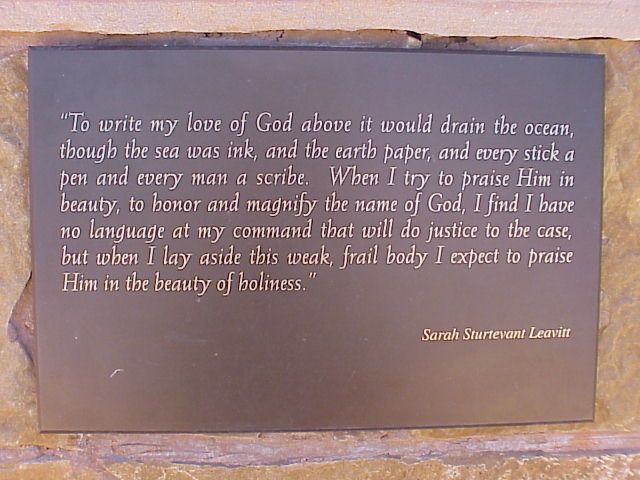 "To write my love of God above it would drain the ocean,
though the sea was ink, and the earth paper, and every stick a
pen and every man a scribe. When I try to praise Him in
beauty, to honor and magnify the name of God, I find I have
no language at my command that will do justice to the case,
but when I lay aside this weak, frail body I expect to praise
Him in the beauty of holiness."
Sarah Sturtevant Leavitt